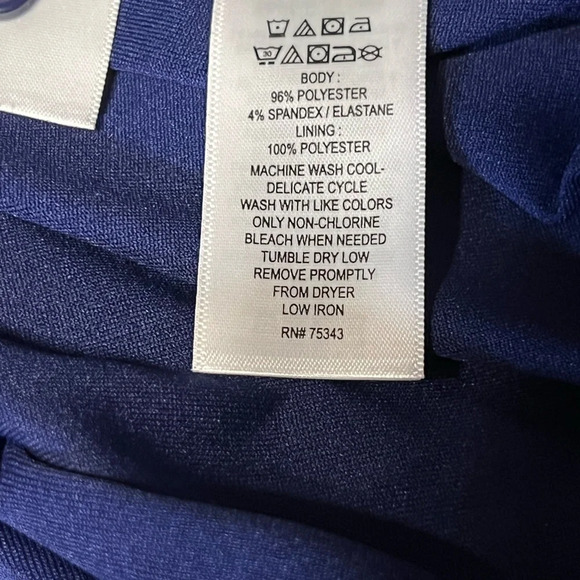 30
BODY :
96% POLYESTER
4% SPANDEX / ELASTANE
LINING :
100% POLYESTER
MACHINE WASH COOL-
DELICATE CYCLE
WASH WITH LIKE COLORS
ONLY NON-CHLORINE
BLEACH WHEN NEEDED
TUMBLE DRY LOW
REMOVE PROMPTLY
FROM DRYER
LOW IRON
RN# 75343